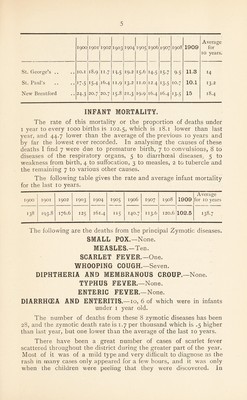 5
1900 1901 1902 1903 1904 1905 1906 1907 1908 1909 Average for 10 years.
St. George's .. .. 20.1 18.9 11.7 14.5 19.2 15.6 14.5 15.7 9.5 11.2 14
St. Paul's .. .. 17.5 15.4 16.4 11.9 13.2 12.0 12.4 13.5 10.7 10.1 13.2
New Brentford .. 24.3 20.7 20.7 15.8 21.3 19.9 16.4 16.4 13.5 15 18.4
INFANT MORTALITY.
The rate of this mortality or the proportion of deaths under
1 year to every 1000 births is 102.5, which is 18.1 lower than last
year, and 44.7 lower than the average of the previous 10 years and
by far the lowest ever recorded. In analysing the causes of these
deaths I find 7 were due to premature birth, 7 to convulsions, 8 to
diseases of the respiratory organs, 5 to diarrhœal diseases, 5 to
weakness from birth, 4 to suffocation, 3 to measles, 2 to tubercle and
the remaining 7 to various other causes.
The following table gives the rate and average infant mortality
for the last 10 years.
1900 1901 1902 1903 1904 1905 1906 1907 1908 1909 Average for 10 years
136 195.8 176.6 125 161.4 115 140.7 113.6 120.6 102.5 138.7
The following are the deaths from the principal Zymotic diseases.
SMALL POX.—None.
MEASLES.—Ten.
SCARLET FEVER.—One.
WHOOPING COUGH.—Seven.
DIPHTHERIA AND MEMBRANOUS CROUP.—None.
TYPHUS FEVER.—None.
ENTERIC FEVER.—None.
DIARRHŒA AND ENTERITIS.—10, 6 of which were in infants
under 1 year old.
The number of deaths from these 8 zymotic diseases has been
28, and the zymotic death rate is 1.7 per thousand which is .5 higher
than last year, but one lower than the average of the last 10 years.
There have been a great number of cases of scarlet fever
scattered throughout the district during the greater part of the year.
Most of it was of a mild type and very difficult to diagnose as the
rash in many cases only appeared for a few hours, and it was only
when the children were peeling that they were discovered. In